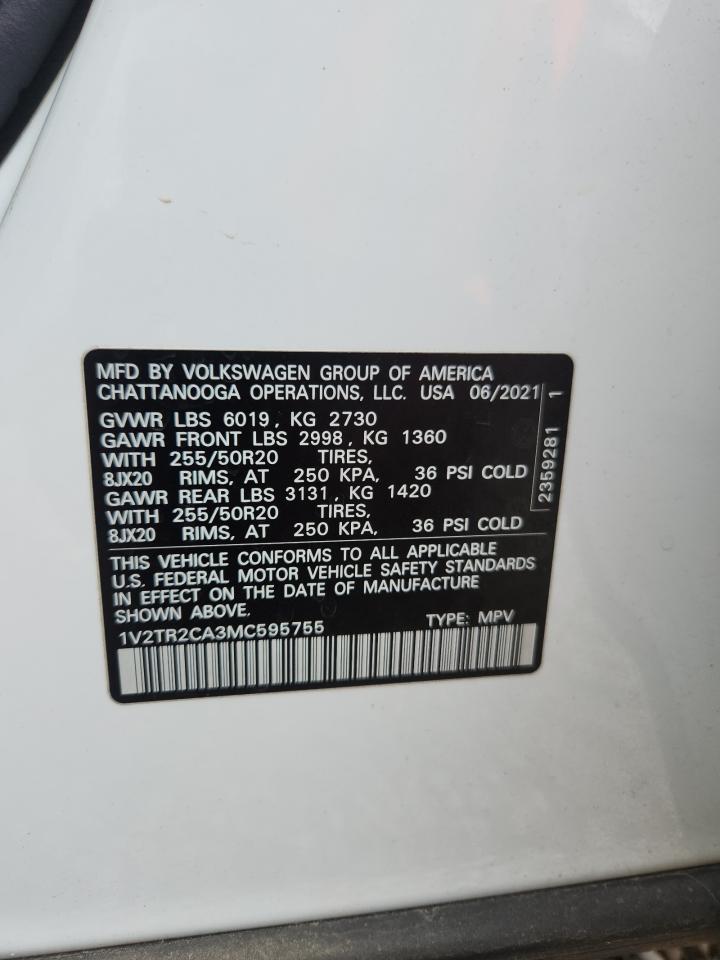 MFD BY VOLKSWAGEN GROUP OF AMERICA
CHATTANOOGA OPERATIONS, LLC. USA 06/2021
GVWR LBS 6019, KG 2730
GAWR FRONT LBS 2998, KG 1360
WITH 255/50R20 TIRES,
8JX20 RIMS, AT 250 KPA, 36 PSI COLD
GAWR REAR LBS 3131, KG 1420
WITH 255/50R20 TIRES,
8JX20 RIMS, AT 250 KPA, 36 PSI COLD
THIS VEHICLE CONFORMS TO ALL APPLICABLE
U.S. FEDERAL MOTOR VEHICLE SAFETY STANDARDS
IN EFFECT ON THE DATE OF MANUFACTURE
SHOWN ABOVE.
1V2TR2CA3MC595755 TYPE: MPV
2359281 1